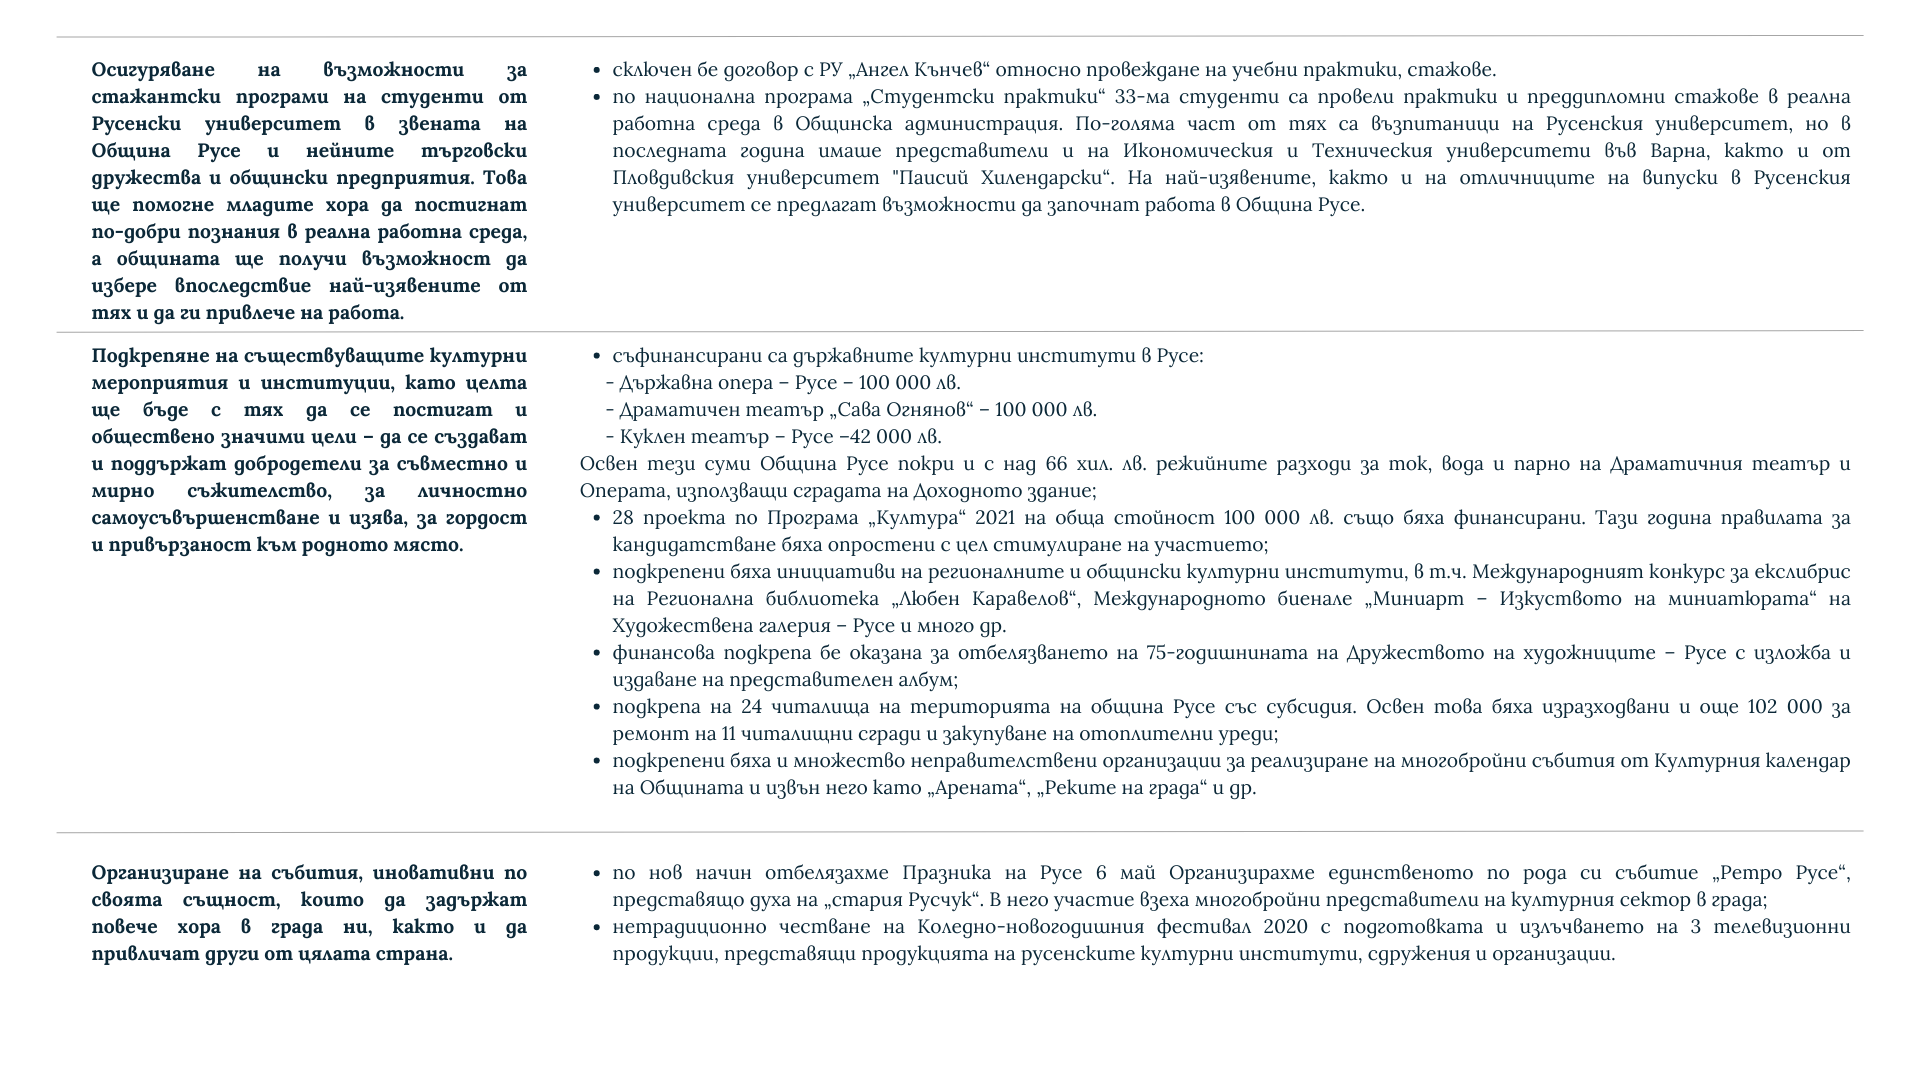 Осигуряване на възможности за
стажантски програми на студенти от
Русенски университет в звената на
Община Русе и нейните търговски
дружества и общински предприятия. Това
ще помогне младите хора да постигнат
по-добри познания в реална работна среда,
а общината ще получи възможност да
избере впоследствие най-изявените от
тях и да ги привлече на работа.
• сключен бе договор с РУ „Ангел Кънчев“ относно провеждане на учебни практики, стажове.
• по национална програма „Студентски практики“ 33-ма студенти са провели практики и преддипломни стажове в реална
работна среда в Общинска администрация. По-голяма част от тях са възпитаници на Русенския университет, но в
последната година имаше представители и на Икономическия и Техническия университети във Варна, както и от
Пловдивския университет "Паисий Хилендарски“. На най-изявените, както и на отличниците на випуски в Русенския
университет се предлагат възможности да започнат работа в Община Русе.
Подкрепяне на съществуващите културни
мероприятия и институции, като целта
ще бъде с тях да се постигат и
обществено значими цели – да се създават
и поддържат добродетели за съвместно и
мирно съжителство, за личностно
самоусъвършенстване и изява, за гордост
и привързаност към родното място.
• съфинансирани са държавните културни институти в Русе:
- Държавна опера – Русе – 100 000 лв.
- Драматичен театър „Сава Огнянов“ – 100 000 лв.
- Куклен театър – Русе –42 000 лв.
Освен тези суми Община Русе покри и с над 66 хил. лв. режийните разходи за ток, вода и парно на Драматичния театър и
Операта, използващи сградата на Доходното здание;
• 28 проекта по Програма „Култура“ 2021 на обща стойност 100 000 лв. също бяха финансирани. Тази година правилата за
кандидатстване бяха опростени с цел стимулиране на участието;
• подкрепени бяха инициативи на регионалните и общински културни институти, в т.ч. Международният конкурс за екслибрис
на Регионална библиотека „Любен Каравелов“, Международното биенале „Миниарт – Изкуството на миниатюрата“ на
Художествена галерия – Русе и много др.
• финансова подкрепа бе оказана за отбелязването на 75-годишнината на Дружеството на художниците – Русе с изложба и
издаване на представителен албум;
• подкрепа на 24 читалища на територията на община Русе със субсидия. Освен това бяха изразходвани и още 102 000 за
ремонт на 11 читалищни сгради и закупуване на отоплителни уреди;
• подкрепени бяха и множество неправителствени организации за реализиране на многобройни събития от Културния календар
на Общината и извън него като „Арената“, „Реките на града“ и др.
Организиране на събития, иновативни по
своята същност, които да задържат
повече хора в града ни, както и да
привличат други от цялата страна.
• по нов начин отбелязахме Празника на Русе 6 май Организирахме единственото по рода си събитие „Ретро Русе“,
представящо духа на „стария Русчук“. В него участие взеха многобройни представители на културния сектор в града;
• нетрадиционно честване на Коледно-новогодишния фестивал 2020 с подготовката и излъчването на 3 телевизионни
продукции, представящи продукцията на русенските културни институти, сдружения и организации.